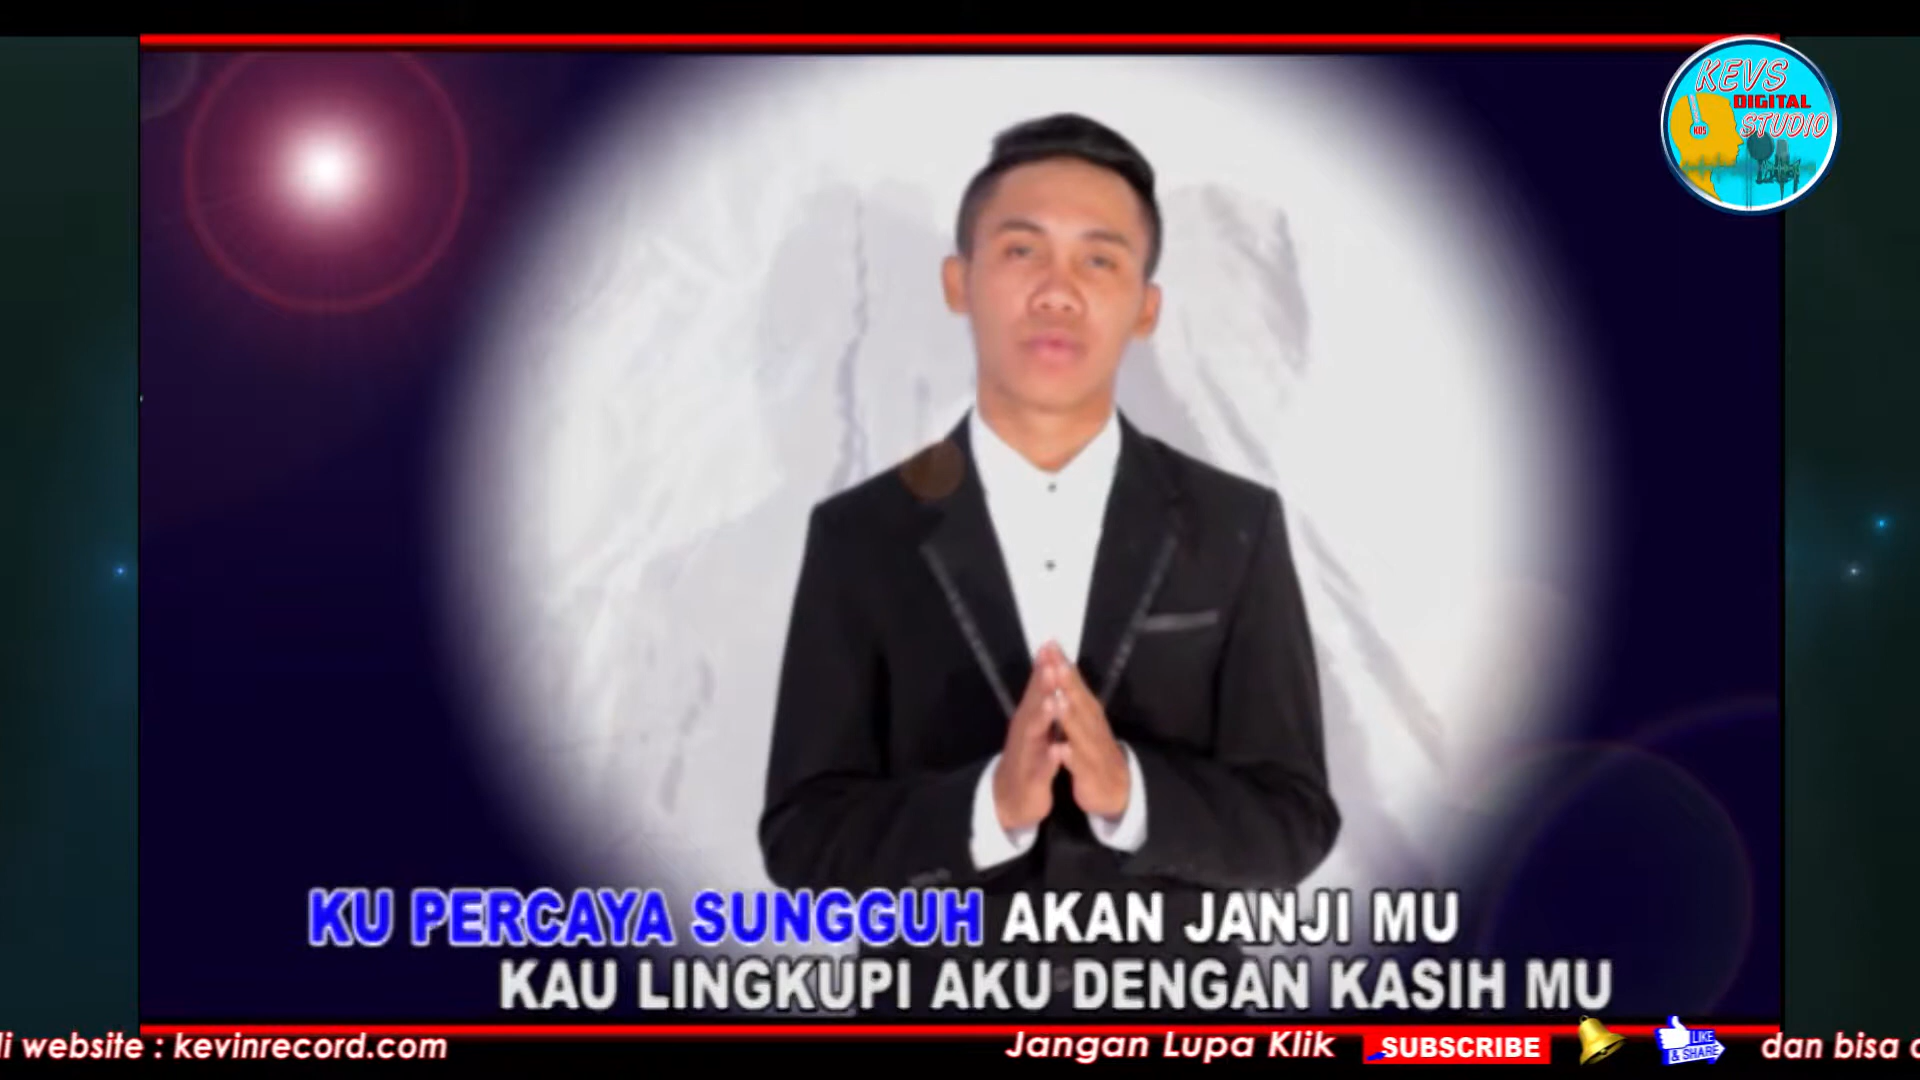 KEVS
DIGITAL
STUDIO
KDS
KU PERCAYA SUNGGUH AKAN JANJI MU
KAU LINGKUPI AKU DENGAN KASIH MU
website : kevinrecord.com
Jangan Lupa Klik SUBSCRIBE
LIKE
& SHARE
dan bisa